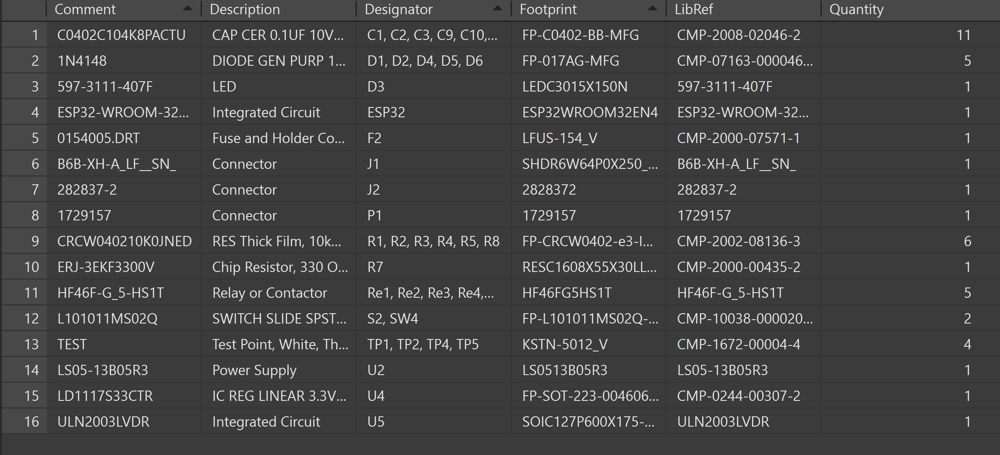 Comment Description Designator Footprint LibRef Quantity
1 C0402C104K8PACTU CAP CER 0.1UF 10V... C1, C2, C3, C9, C10,... FP-C0402-BB-MFG CMP-2008-02046-2 11
2 1N4148 DIODE GEN PURP 1... D1, D2, D4, D5, D6 FP-017AG-MFG CMP-07163-000046... 5
3 597-3111-407F LED D3 LEDC3015X150N 597-3111-407F 1
4 ESP32-WROOM-32... Integrated Circuit ESP32 ESP32WROOM32EN4 ESP32-WROOM-32... 1
5 0154005.DRT Fuse and Holder Co... F2 LFUS-154_V CMP-2000-07571-1 1
6 B6B-XH-A_LF__SN_ Connector J1 SHDR6W64P0X250_... B6B-XH-A_LF__SN_ 1
7 282837-2 Connector J2 2828372 282837-2 1
8 1729157 Connector P1 1729157 1729157 1
9 CRCW040210K0JNED RES Thick Film, 10k... R1, R2, R3, R4, R5, R8 FP-CRCW0402-e3-I... CMP-2002-08136-3 6
10 ERJ-3EKF3300V Chip Resistor, 330 O... R7 RESC1608X55X30LL... CMP-2000-00435-2 1
11 HF46F-G_5-HS1T Relay or Contactor Re1, Re2, Re3, Re4,... HF46FG5HS1T HF46F-G_5-HS1T 5
12 L101011MS02Q SWITCH SLIDE SPST... S2, SW4 FP-L101011MS02Q-... CMP-10038-000020... 2
13 TEST Test Point, White, Th... TP1, TP2, TP4, TP5 KSTN-5012_V CMP-1672-00004-4 4
14 LS05-13B05R3 Power Supply U2 LS0513B05R3 LS05-13B05R3 1
15 LD1117S33CTR IC REG LINEAR 3.3V... U4 FP-SOT-223-004606... CMP-0244-00307-2 1
16 ULN2003LVDR Integrated Circuit U5 SOIC127P600X175-... ULN2003LVDR 1